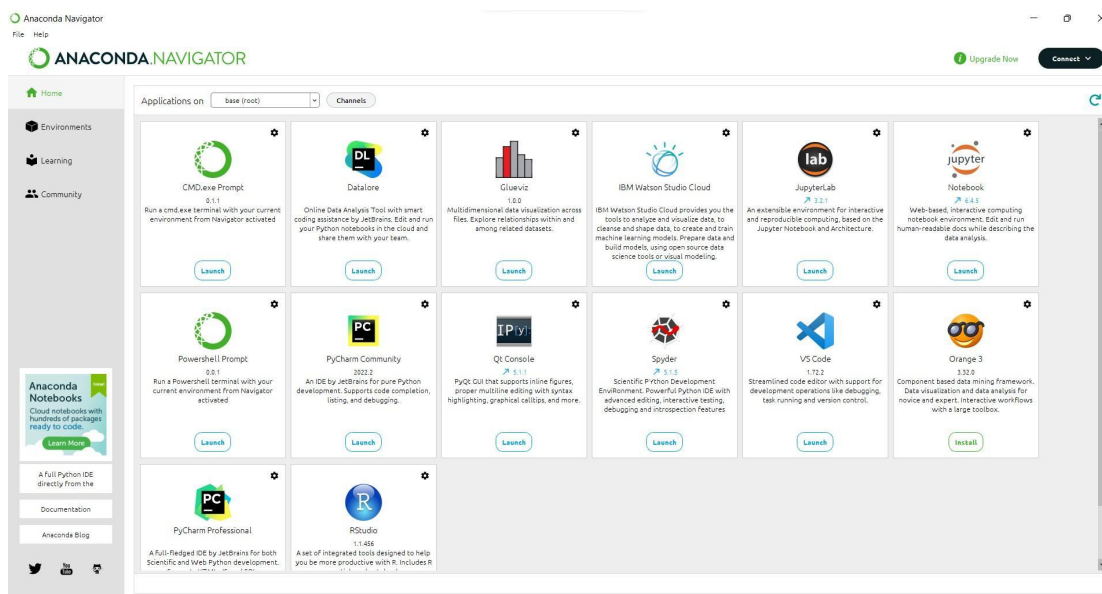 Anaconda Navigator
File Help
ANACONDA.NAVIGATOR
Upgrade Now
Connect
Home
Environments
Learning
Community
Applications on
base (root)
Channels
CMD.exe Prompt
0.1.1
Run a cmd.exe terminal with your current
environment from Navigator activated
Launch
DL
Datalore
Online Data Analysis Tool with smart
coding assistance by JetBrains. Edit and run
your Python notebooks in the cloud and
share them with your team.
Launch
Glueviz
1.0.0
Multidimensional data visualization across
files. Explore relationships within and
among related datasets.
Launch
IBM Watson Studio Cloud
IBM Watson Studio Cloud provides you the
tools to analyze and visualize data, to
cleanse and shape data, to create and train
machine learning models. Prepare data and
build models, using open source data
science tools or visual modeling.
Launch
lab
JupyterLab
3.2.1
An extensible environment for interactive
and reproducible computing, based on the
Jupyter Notebook and Architecture.
Launch
jupyter
Notebook
6.4.5
Web-based, interactive computing
notebook environment. Edit and run
human-readable docs while describing the
data analysis.
Launch
Powershell Prompt
0.0.1
Run a Powershell terminal with your
current environment from Navigator
activated
Launch
PC
PyCharm Community
2022.2
An IDE by JetBrains for pure Python
development. Supports code completion,
listing, and debugging.
Launch
IP[y]:
Qt Console
5.1.1
PyQt GUI that supports inline figures,
proper multiline editing with syntax
highlighting, graphical calltips, and more.
Launch
Spyder
5.1.5
Scientific PYthon Development
EnviRonment. Powerful Python IDE with
advanced editing, interactive testing,
debugging and introspection features
Launch
VS Code
1.72.2
Streamlined code editor with support for
development operations like debugging,
task running and version control.
Launch
Orange 3
3.32.0
Component based data mining framework.
Data visualization and data analysis for
novice and expert. Interactive workflows
with a large toolbox.
Install
PC
PyCharm Professional
A full-fledged IDE by JetBrains for both
Scientific and Web Python development.
R
RStudio
1.1.456
A set of integrated tools designed to help
you be more productive with R. Includes R
Anaconda
Notebooks
New!
Cloud notebooks with
hundreds of packages
ready to code.
Learn More
A Full Python IDE
directly from the
Documentation
Anaconda Blog
You
Tube